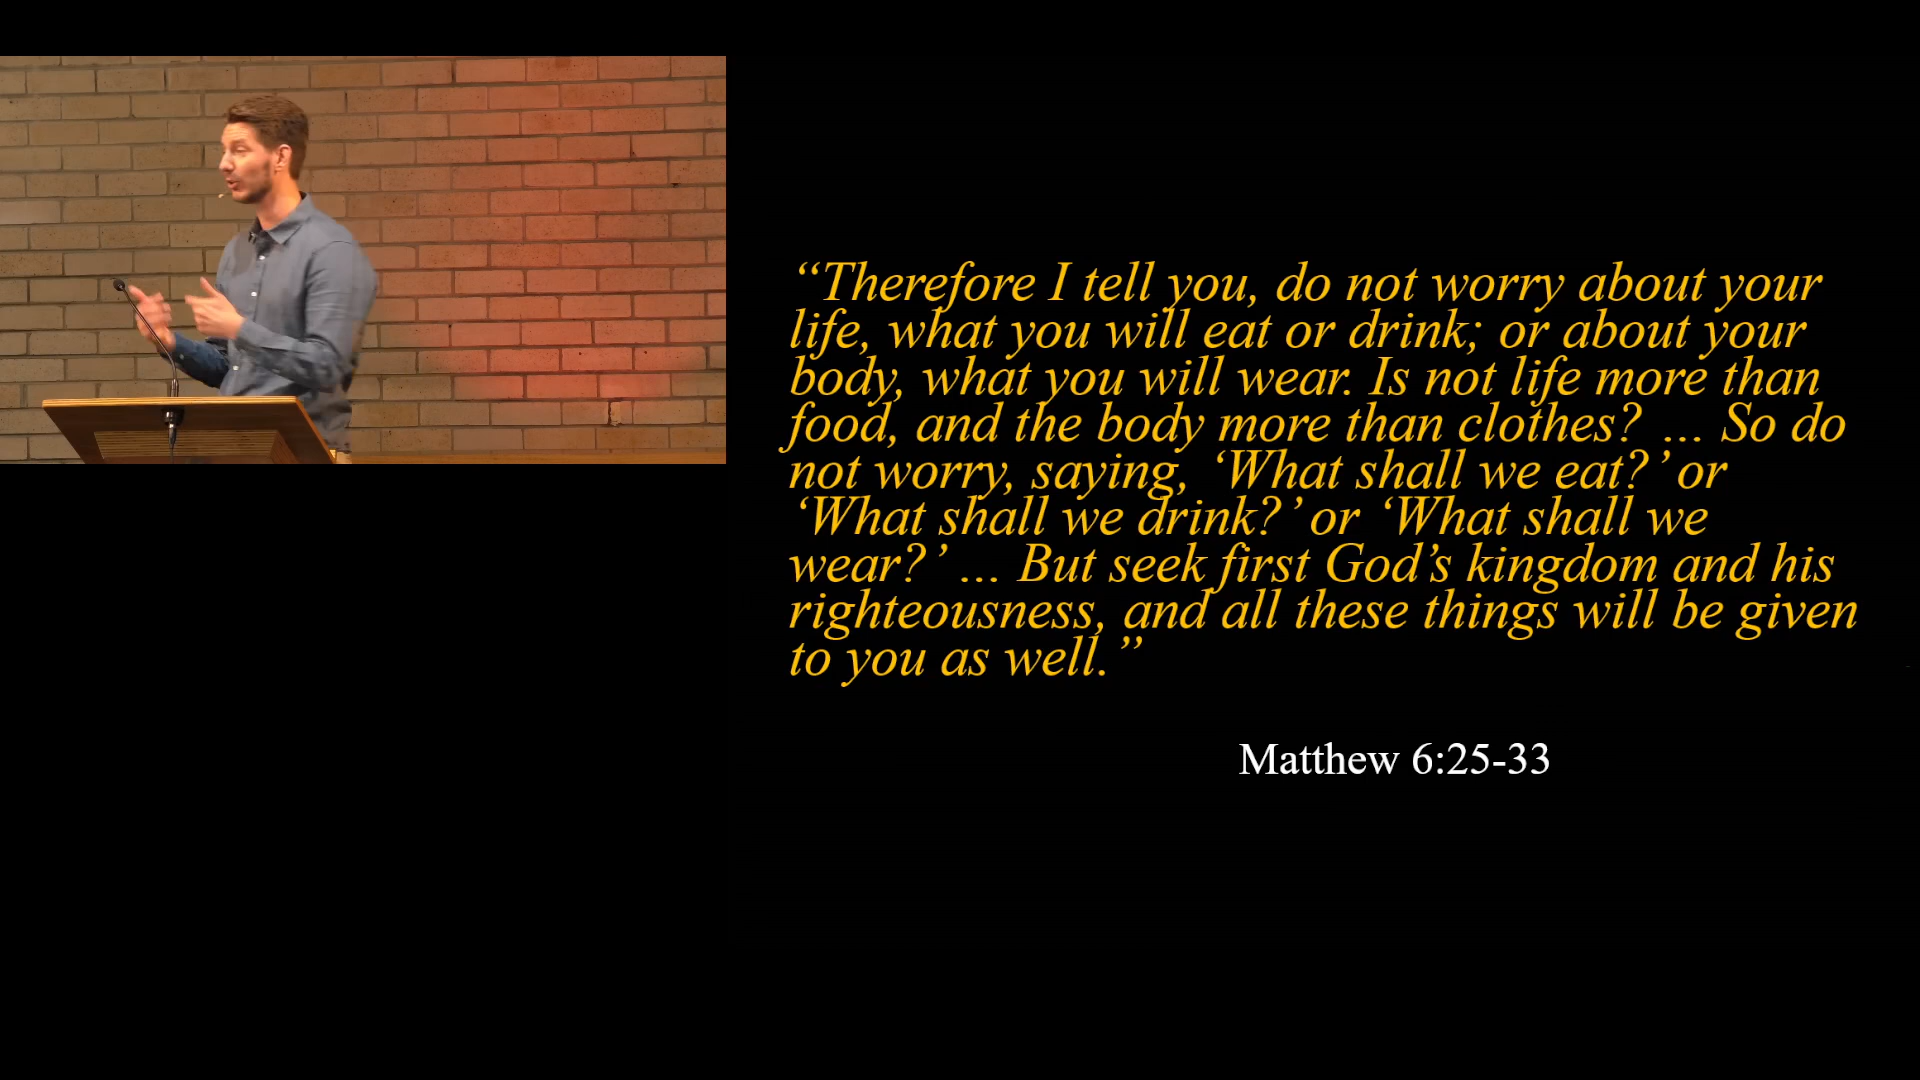 “Therefore I tell you, do not worry about your
life, what you will eat or drink; or about your
body, what you will wear. Is not life more than
food, and the body more than clothes? … So do
not worry, saying, ‘What shall we eat?’ or
‘What shall we drink?’ or ‘What shall we
wear?’ … But seek first God’s kingdom and his
righteousness, and all these things will be given
to you as well.”
Matthew 6:25-33